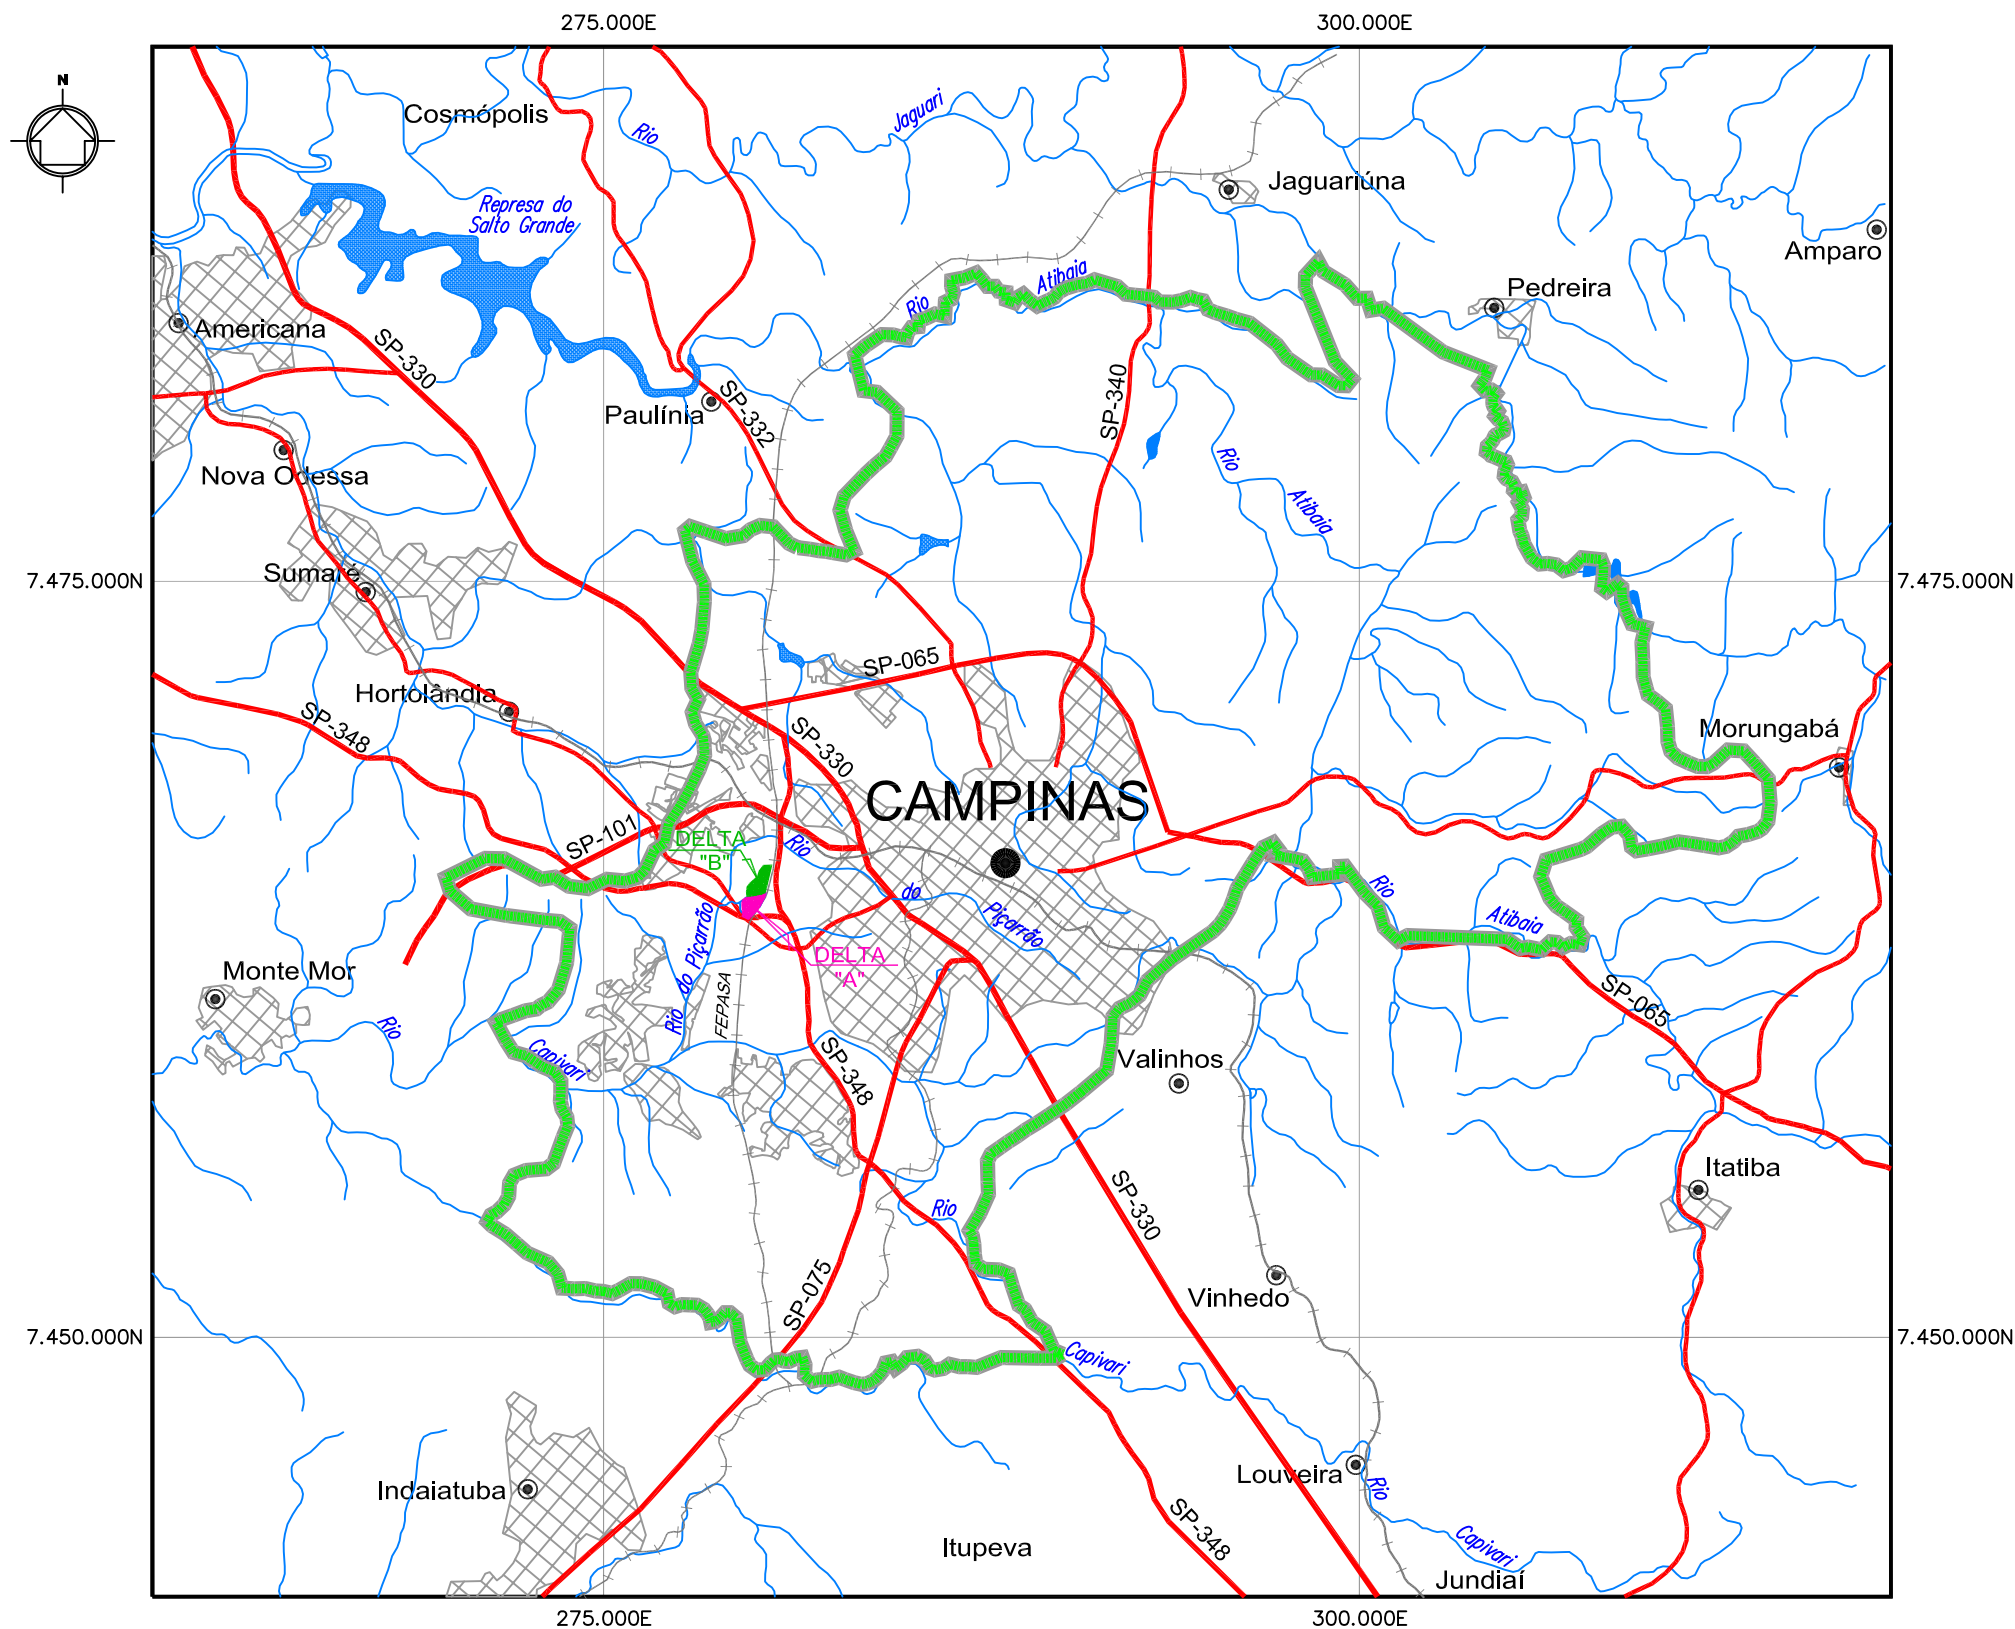 275.000E
300.000E
N
Cosmópolis
Rio
Jaguari
Jaguariúna
Represa do
Salto Grande
Amparo
Atibaia
Rio
Pedreira
Americana
SP-330
SP-340
Paulínia
SP-332
Nova Odessa
Rio
Atibaia
Sumaré
7.475.000N
7.475.000N
SP-065
Hortolândia
SP-348
SP-330
Morungabá
CAMPINAS
SP-101
DELTA
"B"
Rio
do
Piçarrão
Rio
Atibaia
Rio do Piçarrão
DELTA
"A"
FEPASA
Monte Mor
Rio
Capivari
SP-065
SP-348
Valinhos
Itatiba
Rio
SP-330
SP-075
Vinhedo
7.450.000N
7.450.000N
Capivari
Indaiatuba
Louveira
Rio
SP-348
Itupeva
Capivari
Jundiaí
275.000E
300.000E